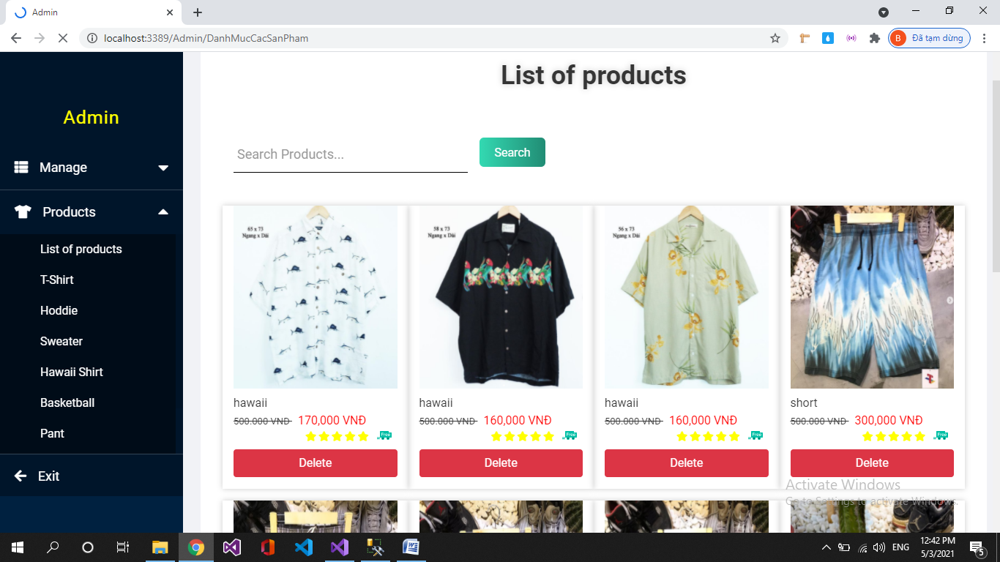 Admin
localhost:3389/Admin/DanhMucCacSanPham
B Đã tạm dừng
Admin
Manage
Products
List of products
T-Shirt
Hoddie
Sweater
Hawaii Shirt
Basketball
Pant
Exit
List of products
Search Products...
Search
65 x 73
Ngang x Dài
58 x 73
Ngang x Dài
56 x 73
Ngang x Dài
hawaii
500.000 VNĐ 170,000 VNĐ
Free
Delete
hawaii
500.000 VNĐ 160,000 VNĐ
Free
Delete
hawaii
500.000 VNĐ 160,000 VNĐ
Free
Delete
short
500.000 VNĐ 300,000 VNĐ
Free
Delete
Activate Windows
Go to Settings to activate Windows.
ENG
12:42 PM
5/3/2021
5